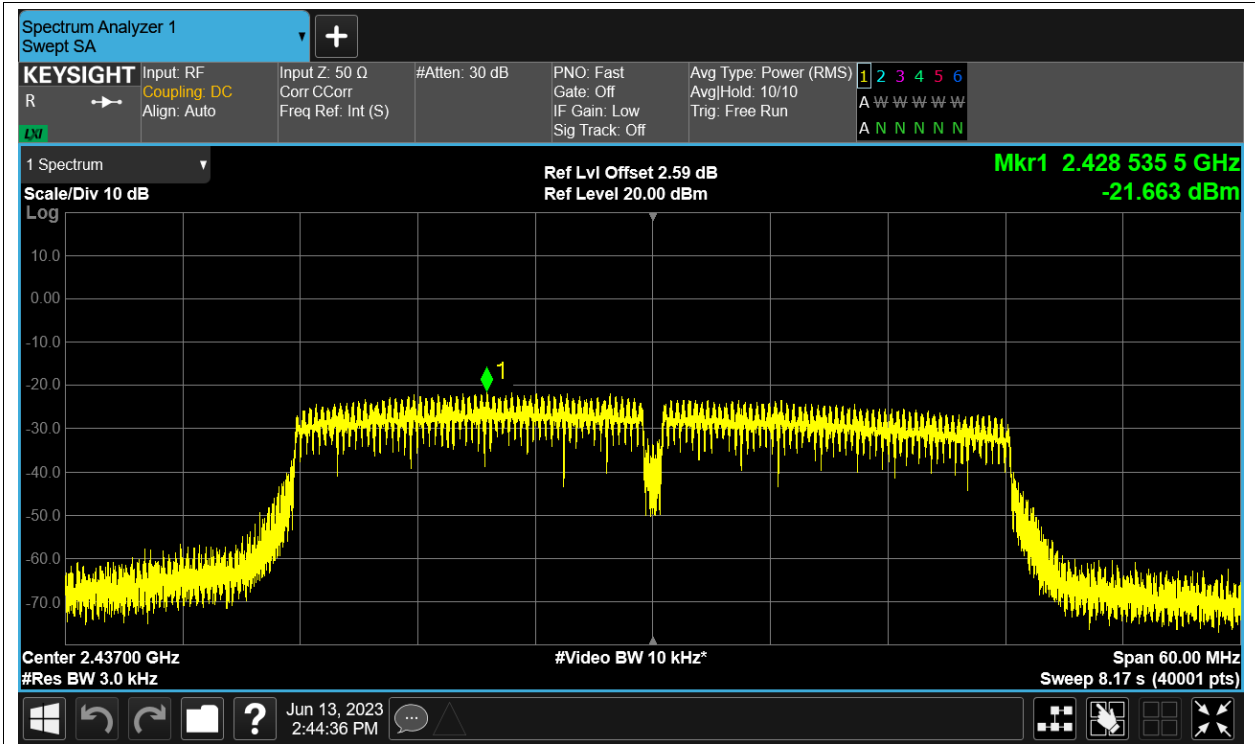 Spectrum Analyzer 1
Swept SA
KEYSIGHT
R
LXI
Input: RF
Coupling: DC
Align: Auto
Input Z: 50 Ω
Corr CCorr
Freq Ref: Int (S)
#Atten: 30 dB
PNO: Fast
Gate: Off
IF Gain: Low
Sig Track: Off
Avg Type: Power (RMS)
Avg|Hold: 10/10
Trig: Free Run
1 2 3 4 5 6
A W W W W W
A N N N N N
1 Spectrum
Scale/Div 10 dB
Log
Ref Lvl Offset 2.59 dB
Ref Level 20.00 dBm
Mkr1 2.428 535 5 GHz
-21.663 dBm
10.0
0.00
-10.0
-20.0
-30.0
-40.0
-50.0
-60.0
-70.0
1
Center 2.43700 GHz
#Res BW 3.0 kHz
#Video BW 10 kHz*
Span 60.00 MHz
Sweep 8.17 s (40001 pts)
?
Jun 13, 2023
2:44:36 PM